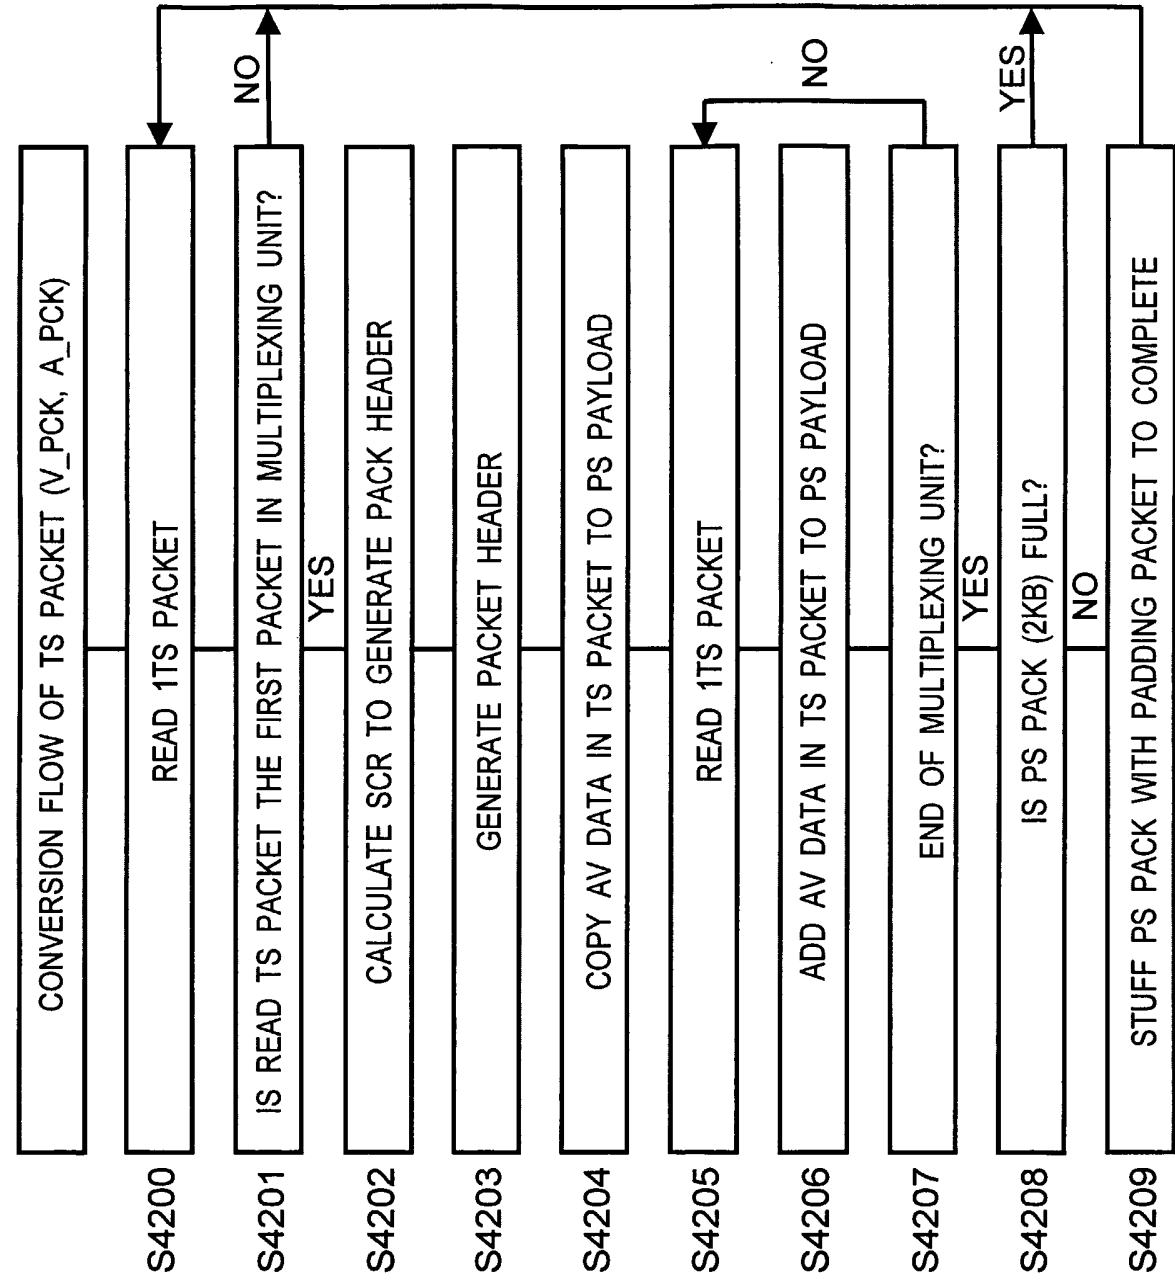 CONVERSION FLOW OF TS PACKET (V_PCK, A_PCK)
S4200
READ 1TS PACKET
S4201
IS READ TS PACKET THE FIRST PACKET IN MULTIPLEXING UNIT?
NO
YES
S4202
CALCULATE SCR TO GENERATE PACK HEADER
S4203
GENERATE PACKET HEADER
S4204
COPY AV DATA IN TS PACKET TO PS PAYLOAD
S4205
READ 1TS PACKET
S4206
ADD AV DATA IN TS PACKET TO PS PAYLOAD
NO
S4207
END OF MULTIPLEXING UNIT?
YES
S4208
IS PS PACK (2KB) FULL?
YES
NO
S4209
STUFF PS PACK WITH PADDING PACKET TO COMPLETE